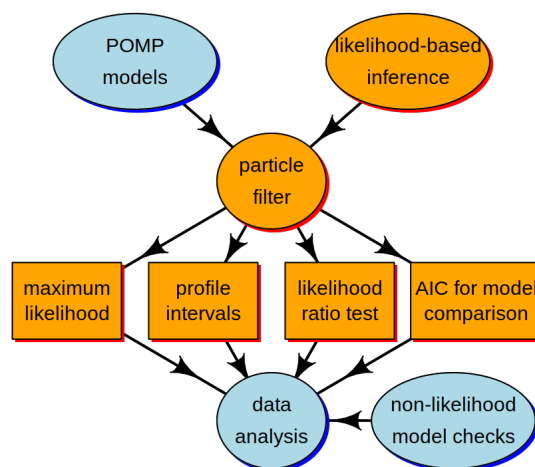 POMP
models
likelihood-based
inference
particle
filter
maximum
likelihood
profile
intervals
likelihood
ratio test
AIC for model
comparison
data
analysis
non-likelihood
model checks